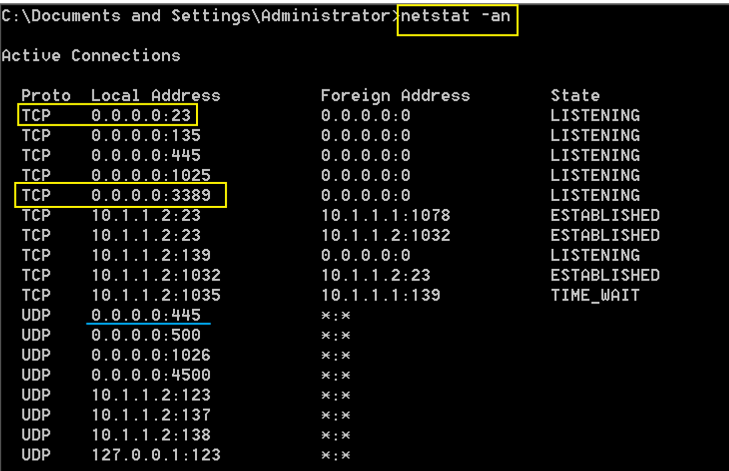 C:\Documents and Settings\Administrator>netstat -an
Active Connections
Proto Local Address Foreign Address State
TCP 0.0.0.0:23 0.0.0.0:0 LISTENING
TCP 0.0.0.0:135 0.0.0.0:0 LISTENING
TCP 0.0.0.0:445 0.0.0.0:0 LISTENING
TCP 0.0.0.0:1025 0.0.0.0:0 LISTENING
TCP 0.0.0.0:3389 0.0.0.0:0 LISTENING
TCP 10.1.1.2:23 10.1.1.1:1078 ESTABLISHED
TCP 10.1.1.2:23 10.1.1.2:1032 ESTABLISHED
TCP 10.1.1.2:139 0.0.0.0:0 LISTENING
TCP 10.1.1.2:1032 10.1.1.2:23 ESTABLISHED
TCP 10.1.1.2:1035 10.1.1.1:139 TIME_WAIT
UDP 0.0.0.0:445 *:*
UDP 0.0.0.0:500 *:*
UDP 0.0.0.0:1026 *:*
UDP 0.0.0.0:4500 *:*
UDP 10.1.1.2:123 *:*
UDP 10.1.1.2:137 *:*
UDP 10.1.1.2:138 *:*
UDP 127.0.0.1:123 *:*